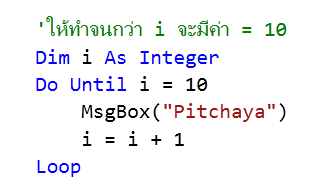 'ให้ทำจนกว่า i จะมีค่า = 10
Dim i As Integer
Do Until i = 10
    MsgBox("Pitchaya")
    i = i + 1
Loop